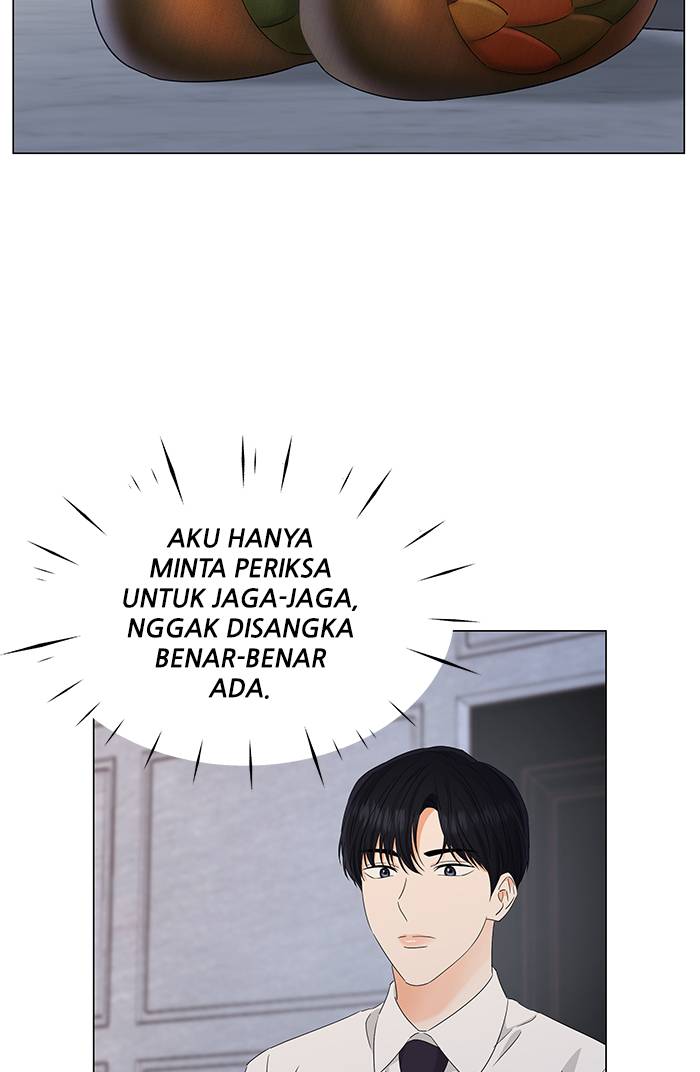 AKU HANYA
MINTA PERIKSA
UNTUK JAGA-JAGA,
NGGAK DISANGKA
BENAR-BENAR
ADA.